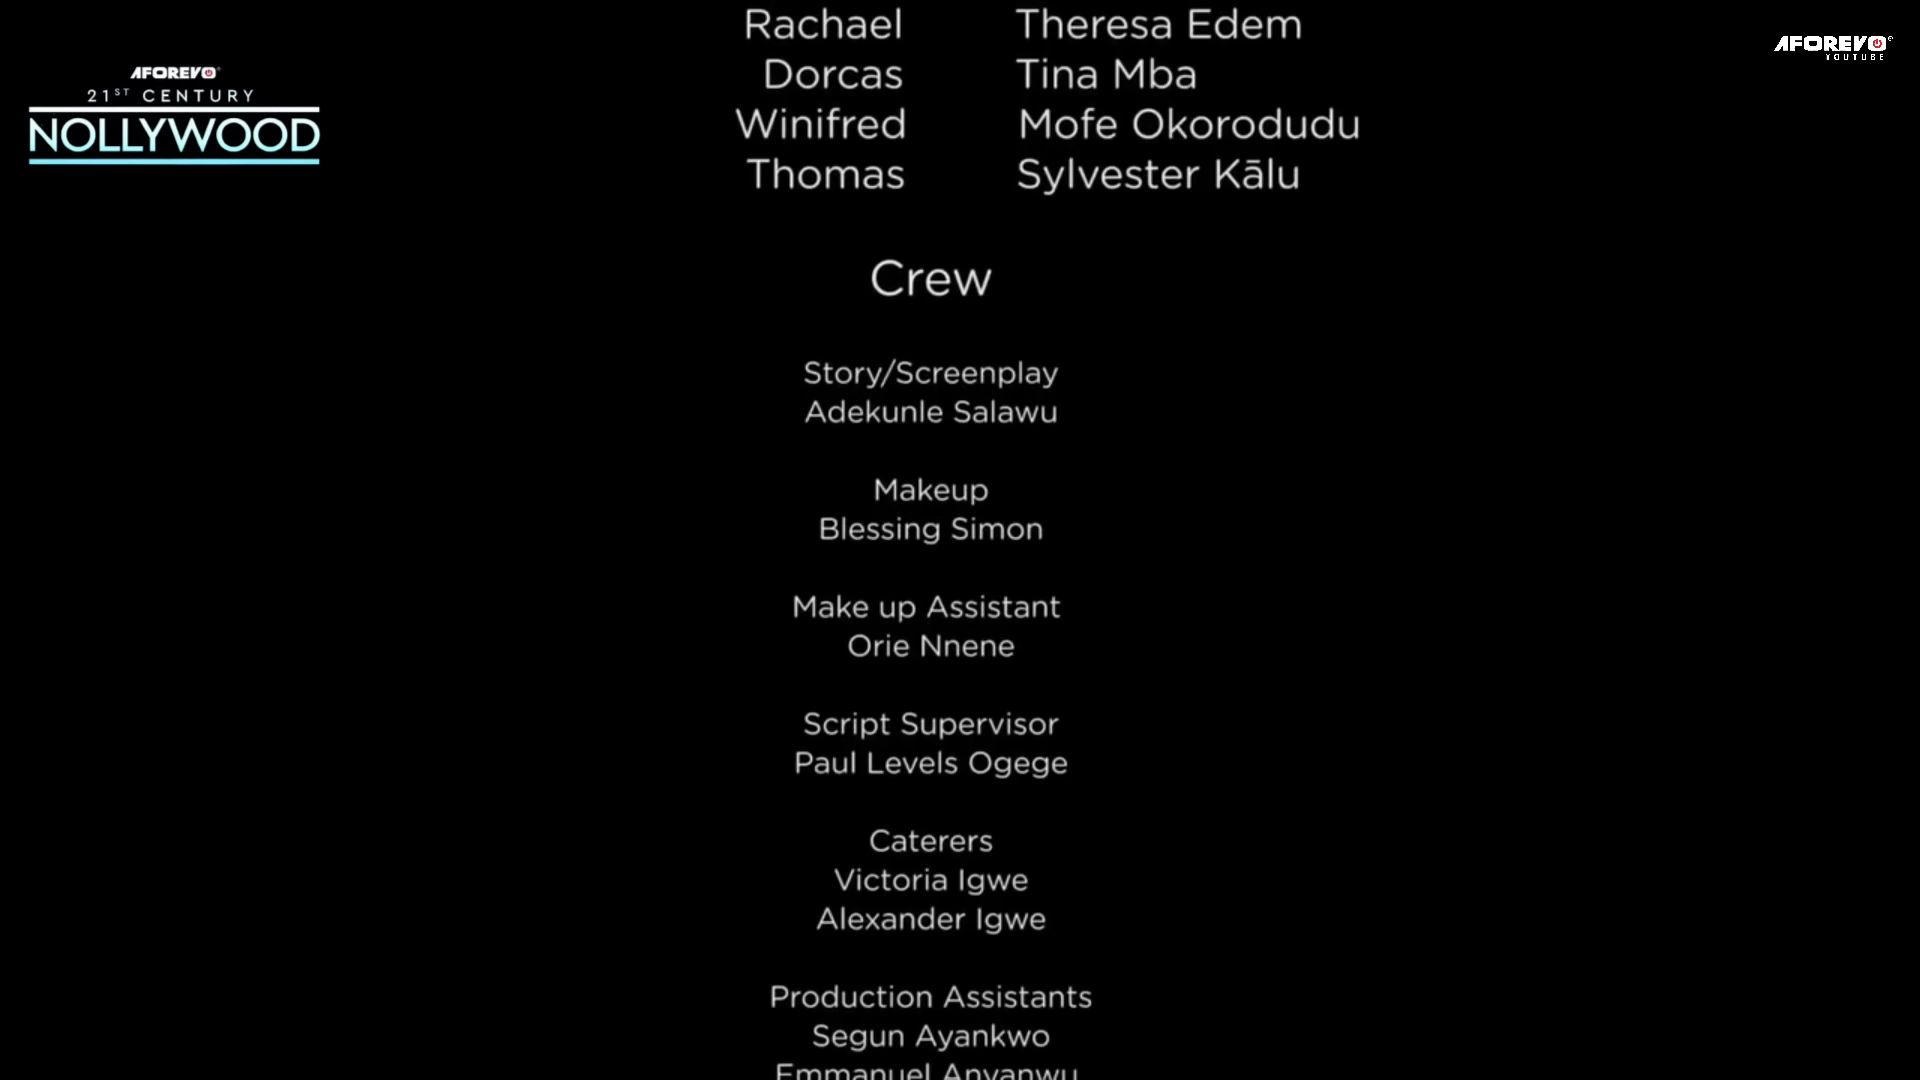 AFOREVO
21ST CENTURY
NOLLYWOOD
AFOREVO
YOUTUBE
Rachael Theresa Edem
Dorcas Tina Mba
Winifred Mofe Okorodudu
Thomas Sylvester Kālu
Crew
Story/Screenplay
Adekunle Salawu
Makeup
Blessing Simon
Make up Assistant
Orie Nnene
Script Supervisor
Paul Levels Ogege
Caterers
Victoria Igwe
Alexander Igwe
Production Assistants
Segun Ayankwo
Emmanuel Anyanwu